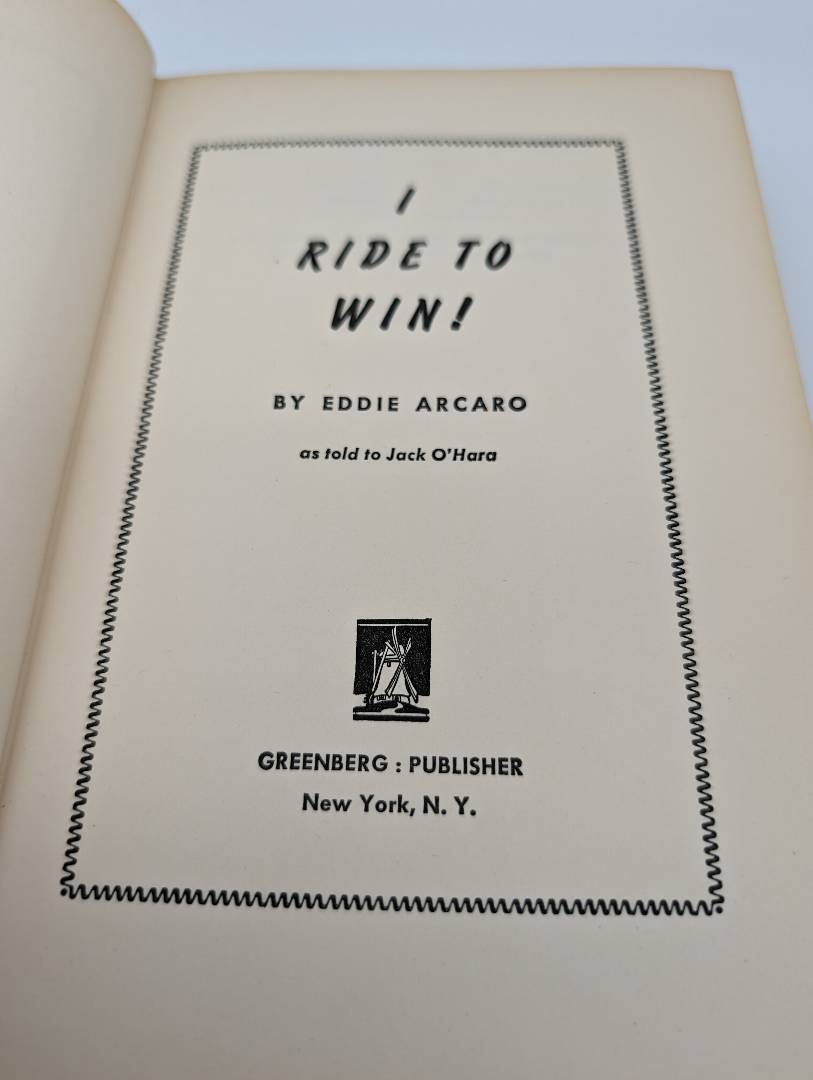 I
RIDE TO
WIN!
BY EDDIE ARCARO
as told to Jack O'Hara
GREENBERG : PUBLISHER
New York, N. Y.